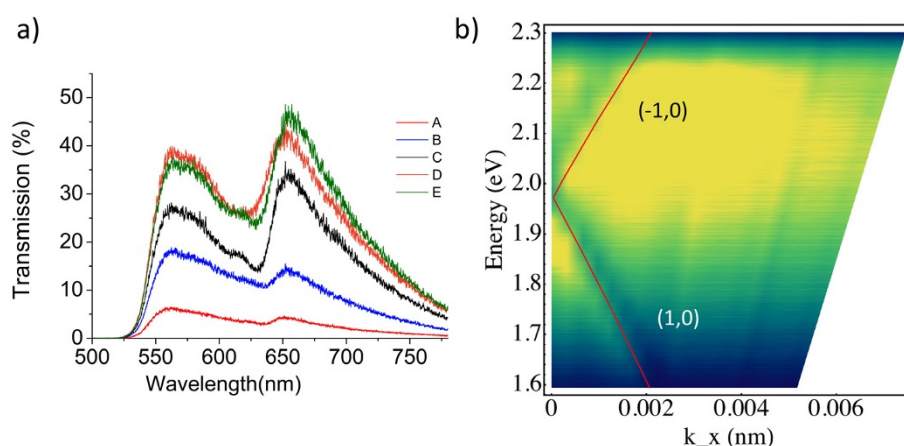 a)
Transmission (%)
50
40
30
20
10
0
500
550
600
650
700
750
Wavelength(nm)
A
B
C
D
E
b)
Energy (eV)
2.3
2.2
2.1
2.0
1.9
1.8
1.7
1.6
(-1,0)
(1,0)
0
0.002
0.004
0.006
k_x (nm)